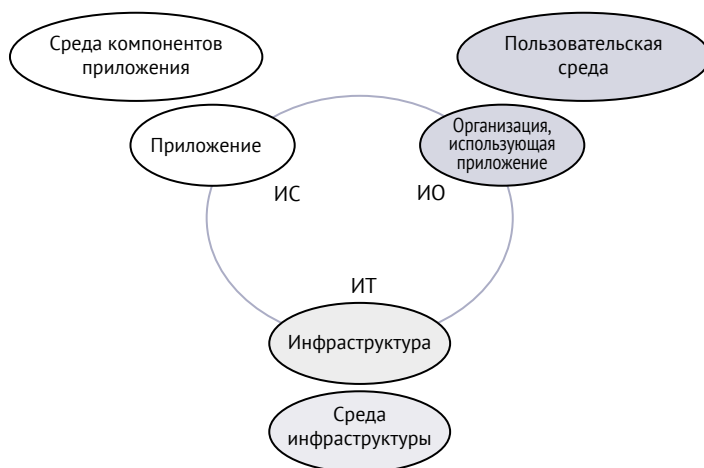 Среда компонентов
приложения
Пользовательская
среда
Приложение
Организация,
использующая
приложение
ИС
ИО
ИТ
Инфраструктура
Среда
инфраструктуры